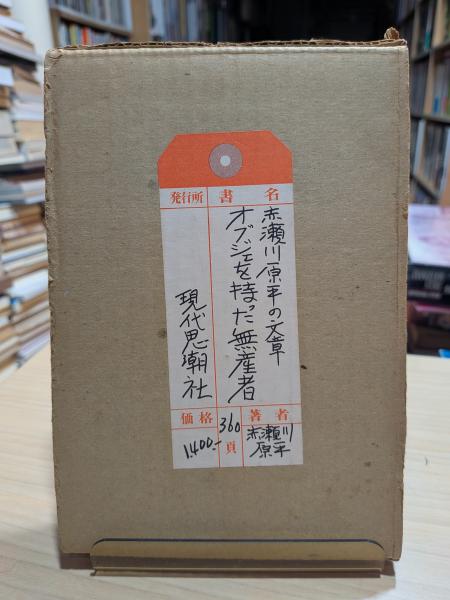 書名
赤瀬川原平の文章
オブジェを持った無産者
発行所
現代思潮社
著者
赤瀬川
原平
360
頁
価格
1,400.-